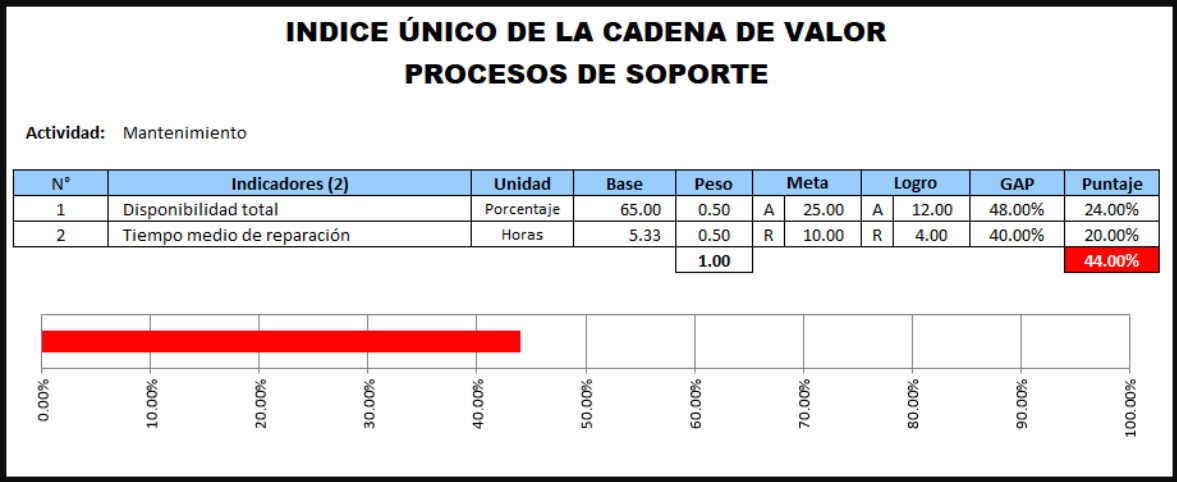 INDICE ÚNICO DE LA CADENA DE VALOR
PROCESOS DE SOPORTE
Actividad: Mantenimiento
N° Indicadores (2) Unidad Base Peso Meta Logro GAP Puntaje
1 Disponibilidad total Porcentaje 65.00 0.50 A 25.00 A 12.00 48.00% 24.00%
2 Tiempo medio de reparación Horas 5.33 0.50 R 10.00 R 4.00 40.00% 20.00%
1.00 44.00%
0.00% 10.00% 20.00% 30.00% 40.00% 50.00% 60.00% 70.00% 80.00% 90.00% 100.00%